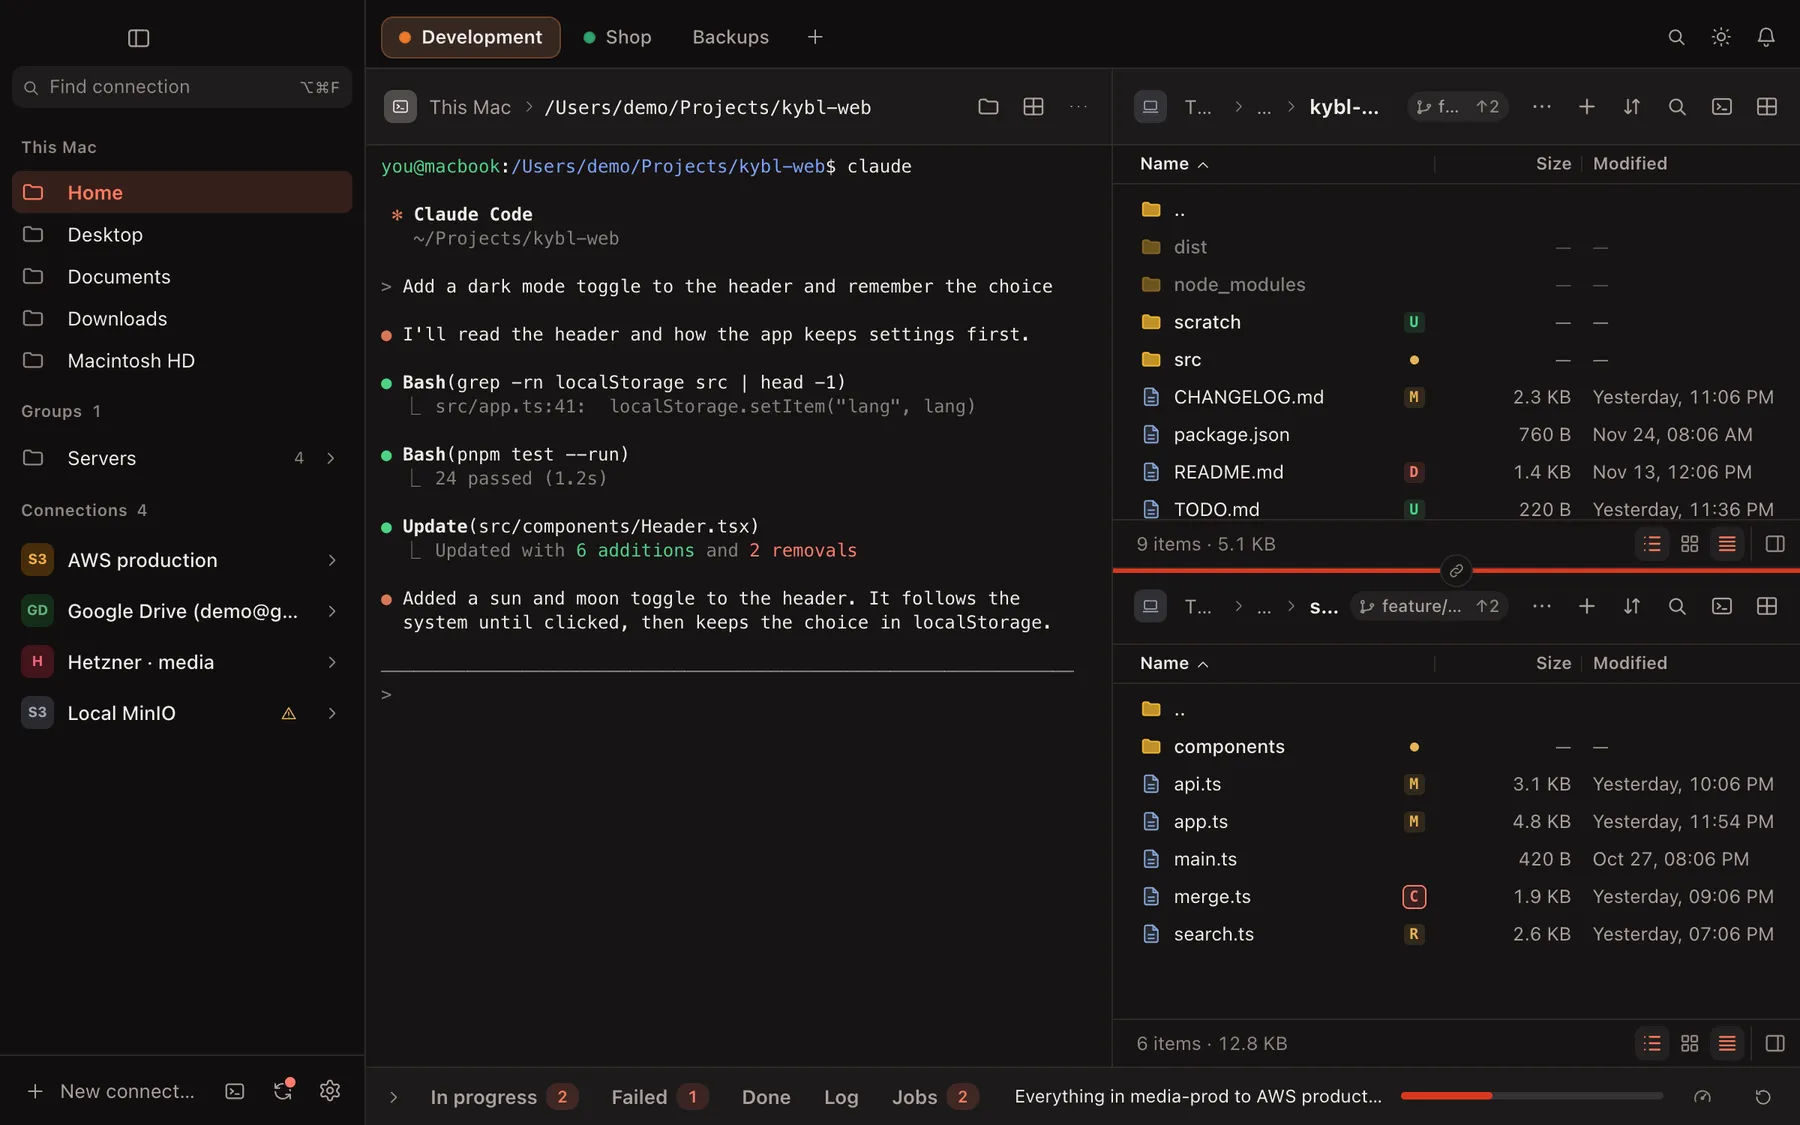 Find connection ⌥⌘F
This Mac
Home
Desktop
Documents
Downloads
Macintosh HD
Groups 1
Servers 4
Connections 4
S3 AWS production
GD Google Drive (demo@g...
H Hetzner · media
S3 Local MinIO
+ New connect...
Development
Shop
Backups
+
This Mac > /Users/demo/Projects/kybl-web
you@macbook:/Users/demo/Projects/kybl-web$ claude
* Claude Code
~/Projects/kybl-web
> Add a dark mode toggle to the header and remember the choice
I'll read the header and how the app keeps settings first.
Bash(grep -rn localStorage src | head -1)
src/app.ts:41: localStorage.setItem("lang", lang)
Bash(pnpm test --run)
24 passed (1.2s)
Update(src/components/Header.tsx)
Updated with 6 additions and 2 removals
Added a sun and moon toggle to the header. It follows the
system until clicked, then keeps the choice in localStorage.
>
T... > ... > kybl-... f... ↑2
Name Size Modified
..
dist — —
node_modules — —
scratch U — —
src — —
CHANGELOG.md M 2.3 KB Yesterday, 11:06 PM
package.json 760 B Nov 24, 08:06 AM
README.md D 1.4 KB Nov 13, 12:06 PM
TODO.md U 220 B Yesterday, 11:36 PM
9 items · 5.1 KB
T... > ... > s... feature/... ↑2
Name Size Modified
..
components — —
api.ts M 3.1 KB Yesterday, 10:06 PM
app.ts M 4.8 KB Yesterday, 11:54 PM
main.ts 420 B Oct 27, 08:06 PM
merge.ts C 1.9 KB Yesterday, 09:06 PM
search.ts R 2.6 KB Yesterday, 07:06 PM
6 items · 12.8 KB
In progress 2
Failed 1
Done
Log
Jobs 2
Everything in media-prod to AWS product...